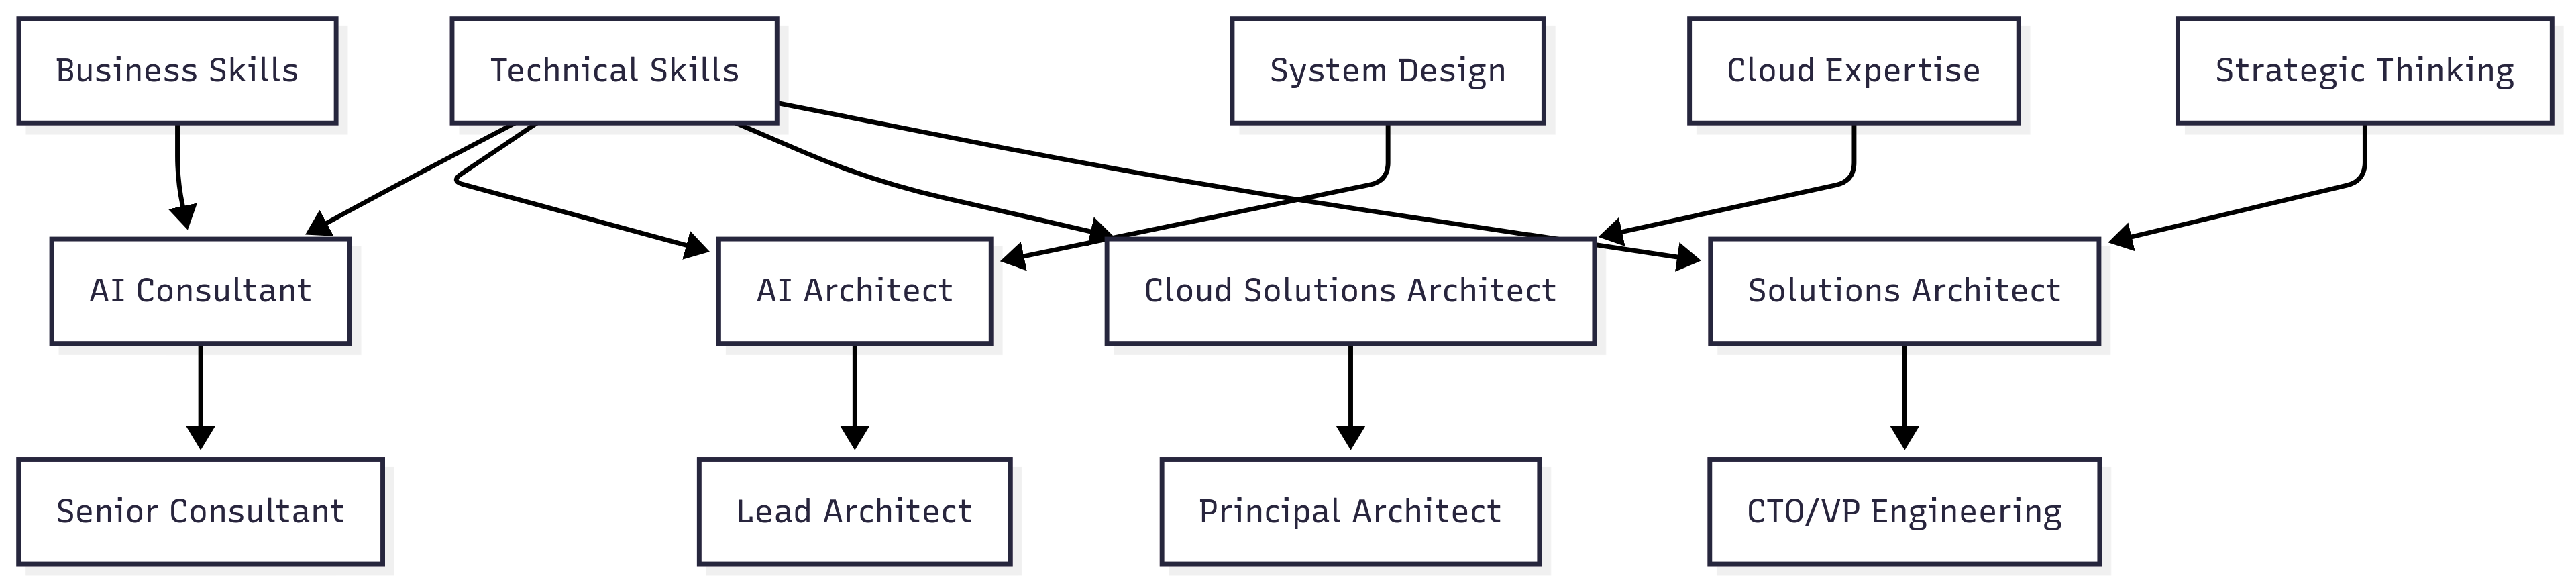 Business Skills
Technical Skills
System Design
Cloud Expertise
Strategic Thinking
AI Consultant
AI Architect
Cloud Solutions Architect
Solutions Architect
Senior Consultant
Lead Architect
Principal Architect
CTO/VP Engineering